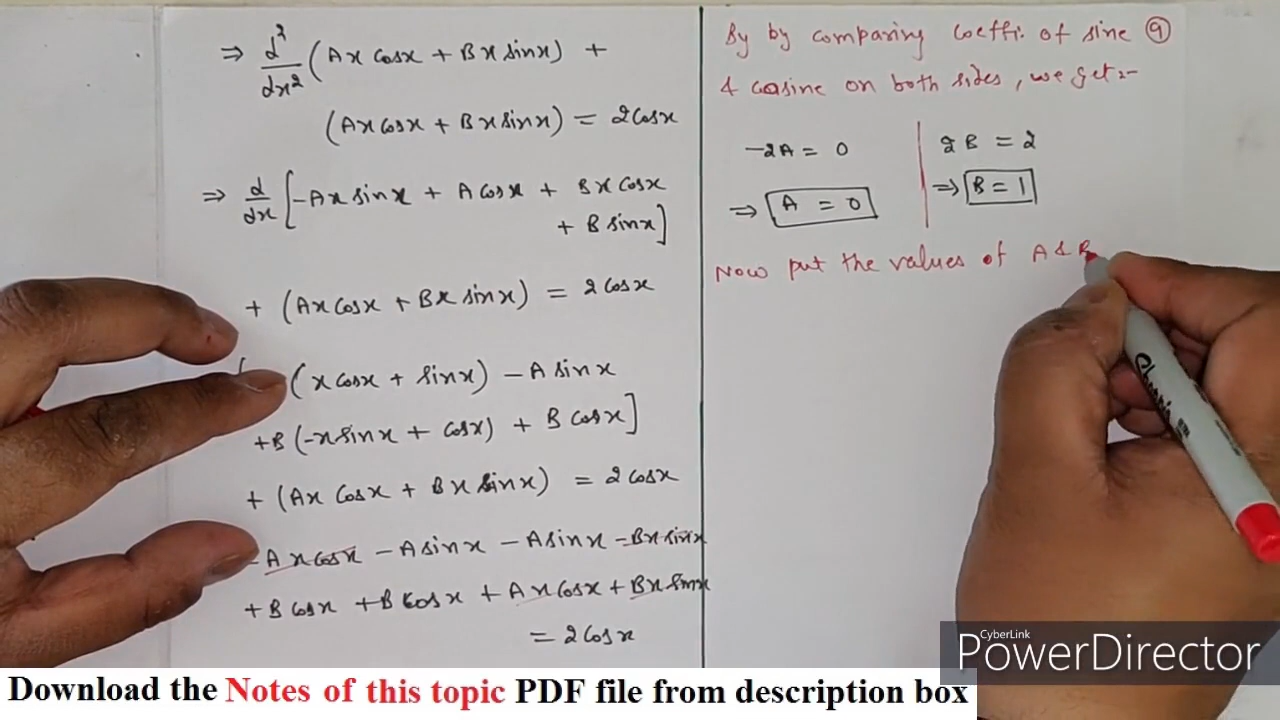 ⇒ d²/dx² (Ax cosx + Bx sinx) +
(Ax cosx + Bx sinx) = 2cosx
⇒ d/dx [-Ax sinx + A cosx + Bx cosx
+ B sinx]
+ (Ax cosx + Bx sinx) = 2cosx
(x cosx + sinx) - A sinx
+B (-x sinx + cosx) + B cosx]
+ (Ax cosx + Bx sinx) = 2cosx
- Ax cosx - A sinx - A sinx - Bx sinx
+B cosx + B cosx + Ax cosx + Bx sinx
= 2cosx
By by comparing coeffi. of sine ⑨
& cosine on both sides, we get:-
-2A = 0
⇒ A = 0
2B = 2
⇒ B = 1
Now put the values of A & B
CyberLink
PowerDirector
Download the Notes of this topic PDF file from description box